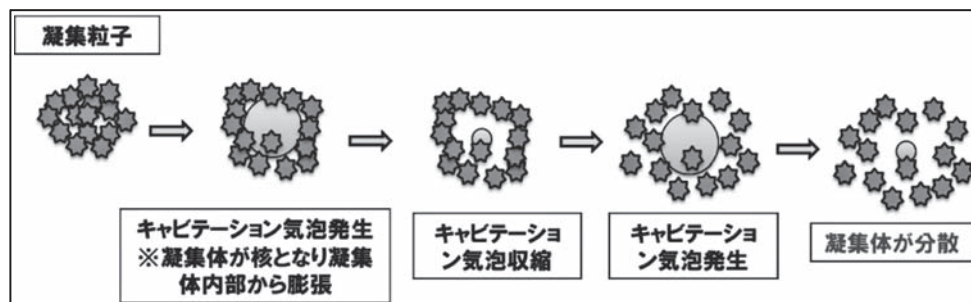 凝集粒子
キャビテーション気泡発生
※凝集体が核となり凝集
体内部から膨張
キャビテーショ
ン気泡収縮
キャビテーショ
ン気泡発生
凝集体が分散